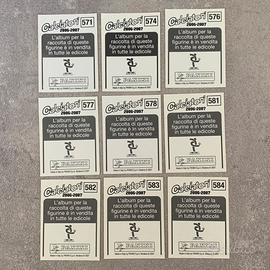 Calciatori
2006-2007
571
L'album per la
raccolta di queste
figurine è in vendita
in tutte le edicole
PANINI
Calciatori
2006-2007
574
L'album per la
raccolta di queste
figurine è in vendita
in tutte le edicole
PANINI
Calciatori
2006-2007
576
L'album per la
raccolta di queste
figurine è in vendita
in tutte le edicole
PANINI
Calciatori
2006-2007
577
L'album per la
raccolta di queste
figurine è in vendita
in tutte le edicole
PANINI
Calciatori
2006-2007
578
L'album per la
raccolta di queste
figurine è in vendita
in tutte le edicole
PANINI
Calciatori
2006-2007
581
L'album per la
raccolta di queste
figurine è in vendita
in tutte le edicole
PANINI
Calciatori
2006-2007
582
L'album per la
raccolta di queste
figurine è in vendita
in tutte le edicole
PANINI
Calciatori
2006-2007
583
L'album per la
raccolta di queste
figurine è in vendita
in tutte le edicole
PANINI
Calciatori
2006-2007
584
L'album per la
raccolta di queste
figurine è in vendita
in tutte le edicole
PANINI